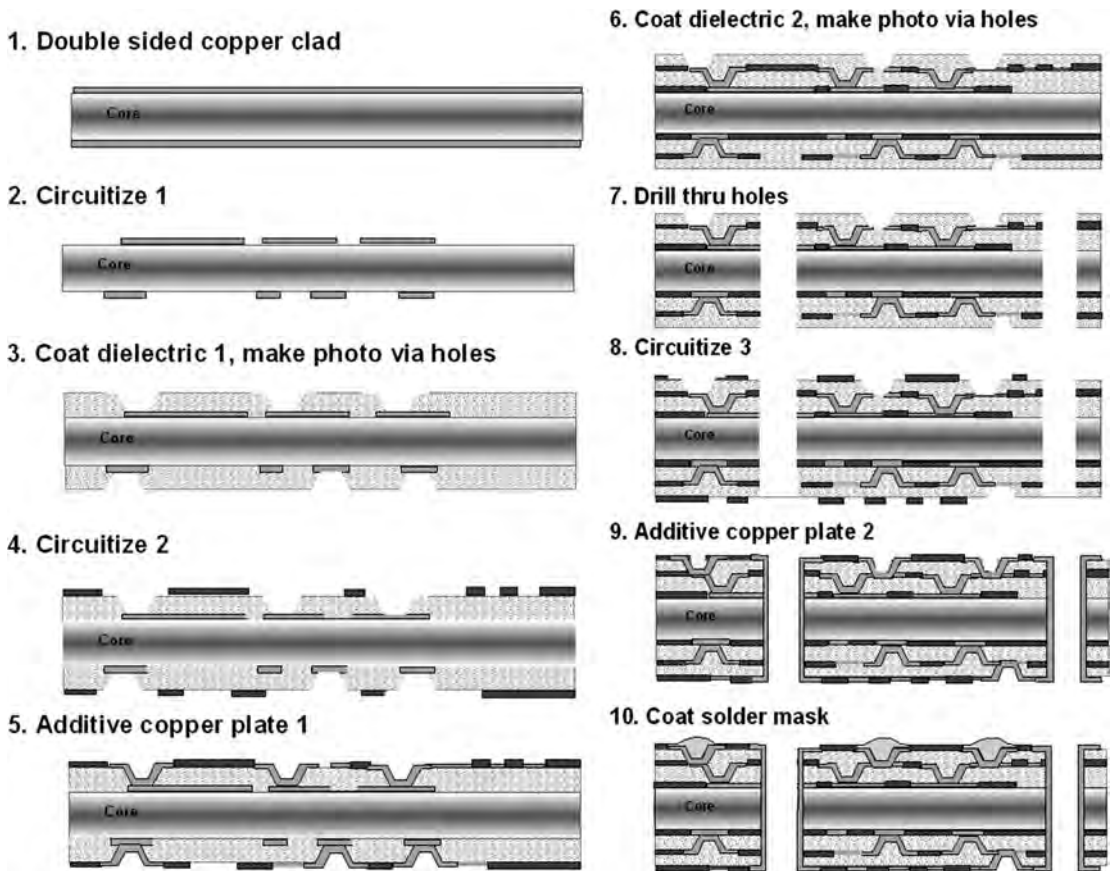 1. Double sided copper clad
Core
2. Circuitize 1
Core
3. Coat dielectric 1, make photo via holes
Core
4. Circuitize 2
Core
5. Additive copper plate 1
Core
6. Coat dielectric 2, make photo via holes
Core
7. Drill thru holes
Core
8. Circuitize 3
Core
9. Additive copper plate 2
Core
10. Coat solder mask
Core